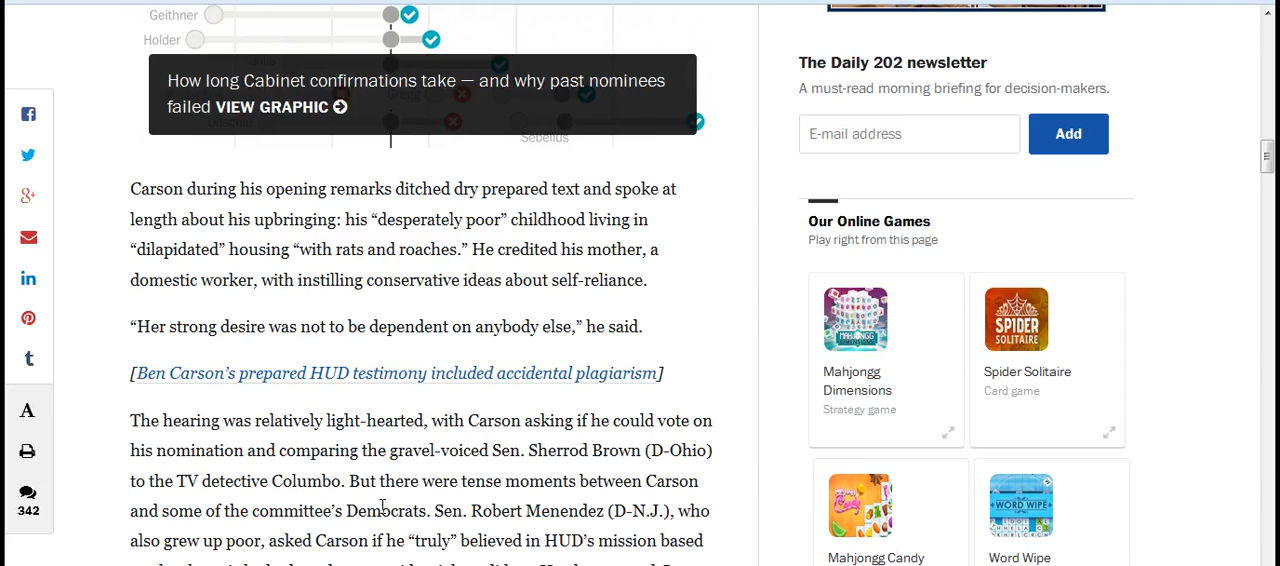 Geithner
Holder
How long Cabinet confirmations take — and why past nominees
failed VIEW GRAPHIC
Sebelius
342
Carson during his opening remarks ditched dry prepared text and spoke at
length about his upbringing: his “desperately poor” childhood living in
“dilapidated” housing “with rats and roaches.” He credited his mother, a
domestic worker, with instilling conservative ideas about self-reliance.
“Her strong desire was not to be dependent on anybody else,” he said.
[Ben Carson’s prepared HUD testimony included accidental plagiarism]
The hearing was relatively light-hearted, with Carson asking if he could vote on
his nomination and comparing the gravel-voiced Sen. Sherrod Brown (D-Ohio)
to the TV detective Columbo. But there were tense moments between Carson
and some of the committee’s Democrats. Sen. Robert Menendez (D-N.J.), who
also grew up poor, asked Carson if he “truly” believed in HUD’s mission based
The Daily 202 newsletter
A must-read morning briefing for decision-makers.
E-mail address
Add
Our Online Games
Play right from this page
MAHJONGG
DIMENSIONS
Mahjongg
Dimensions
Strategy game
SPIDER
SOLITAIRE
Spider Solitaire
Card game
Mahjongg Candy
WORD WIPE
Word Wipe